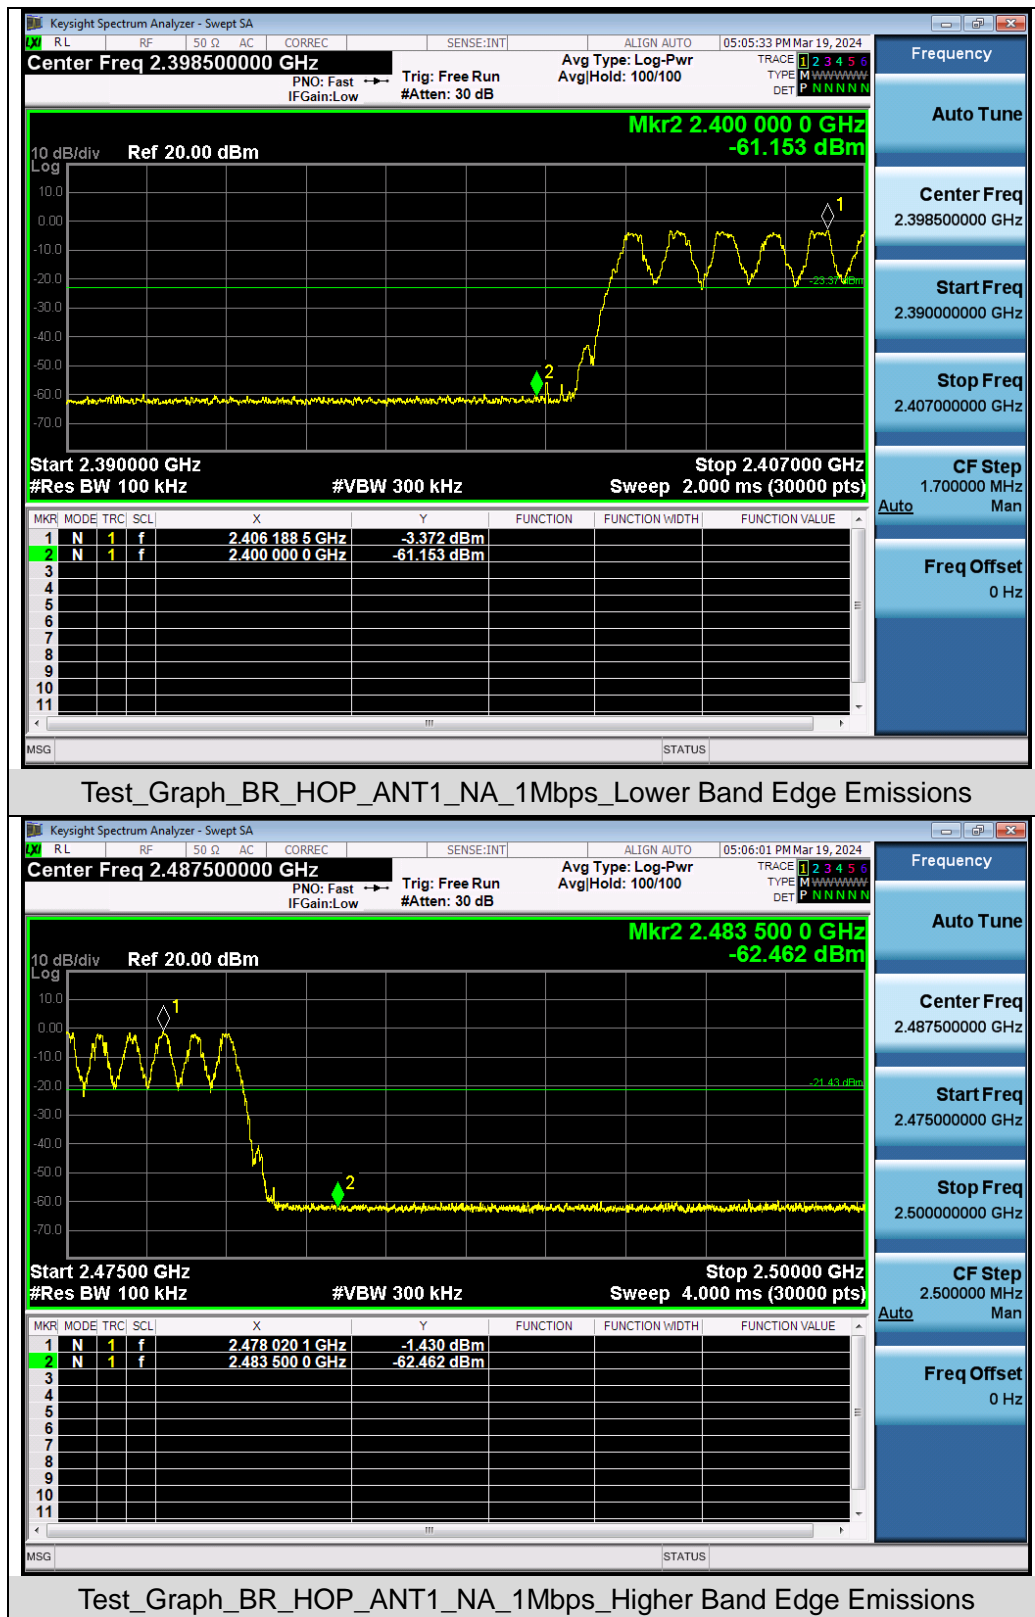 Keysight Spectrum Analyzer - Swept SA
LXI RL RF 50 Ω AC CORREC SENSE:INT ALIGN AUTO 05:05:33 PM Mar 19, 2024
Center Freq 2.398500000 GHz
PNO: Fast
IFGain:Low
Trig: Free Run
#Atten: 30 dB
Avg Type: Log-Pwr
Avg|Hold: 100/100
TRACE 1 2 3 4 5 6
TYPE M WWWWW
DET P N N N N N
Mkr2 2.400 000 0 GHz
-61.153 dBm
10 dB/div Ref 20.00 dBm
Log
10.0
0.00
-10.0
-20.0
-30.0
-40.0
-50.0
-60.0
-70.0
1
2
-23.37 dBm
Start 2.390000 GHz Stop 2.407000 GHz
#Res BW 100 kHz #VBW 300 kHz Sweep 2.000 ms (30000 pts)
MKR MODE TRC SCL X Y FUNCTION FUNCTION WIDTH FUNCTION VALUE
1 N 1 f 2.406 188 5 GHz -3.372 dBm
2 N 1 f 2.400 000 0 GHz -61.153 dBm
3
4
5
6
7
8
9
10
11
MSG STATUS
Frequency
Auto Tune
Center Freq
2.398500000 GHz
Start Freq
2.390000000 GHz
Stop Freq
2.407000000 GHz
CF Step
1.700000 MHz
Auto Man
Freq Offset
0 Hz
Test_Graph_BR_HOP_ANT1_NA_1Mbps_Lower Band Edge Emissions
Keysight Spectrum Analyzer - Swept SA
LXI RL RF 50 Ω AC CORREC SENSE:INT ALIGN AUTO 05:06:01 PM Mar 19, 2024
Center Freq 2.487500000 GHz
PNO: Fast
IFGain:Low
Trig: Free Run
#Atten: 30 dB
Avg Type: Log-Pwr
Avg|Hold: 100/100
TRACE 1 2 3 4 5 6
TYPE M WWWWW
DET P N N N N N
Mkr2 2.483 500 0 GHz
-62.462 dBm
10 dB/div Ref 20.00 dBm
Log
10.0
0.00
-10.0
-20.0
-30.0
-40.0
-50.0
-60.0
-70.0
1
2
-21.43 dBm
Start 2.47500 GHz Stop 2.50000 GHz
#Res BW 100 kHz #VBW 300 kHz Sweep 4.000 ms (30000 pts)
MKR MODE TRC SCL X Y FUNCTION FUNCTION WIDTH FUNCTION VALUE
1 N 1 f 2.478 020 1 GHz -1.430 dBm
2 N 1 f 2.483 500 0 GHz -62.462 dBm
3
4
5
6
7
8
9
10
11
MSG STATUS
Frequency
Auto Tune
Center Freq
2.487500000 GHz
Start Freq
2.475000000 GHz
Stop Freq
2.500000000 GHz
CF Step
2.500000 MHz
Auto Man
Freq Offset
0 Hz
Test_Graph_BR_HOP_ANT1_NA_1Mbps_Higher Band Edge Emissions